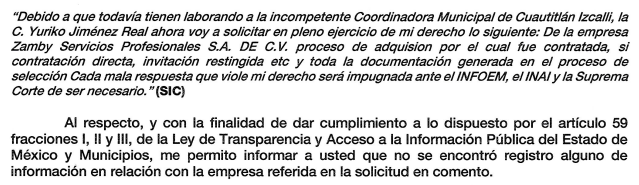 "Debido a que todavía tienen laborando a la incompetente Coordinadora Municipal de Cuautitlán Izcalli, la
C. Yuriko Jiménez Real ahora voy a solicitar en pleno ejercicio de mi derecho lo siguiente: De la empresa
Zamby Servicios Profesionales S.A. DE C.V. proceso de adquision por el cual fue contratada, si
contratación directa, invitación restingida etc y toda la documentación generada en el proceso de
selección Cada mala respuesta que viole mi derecho será impugnada ante el INFOEM, el INAI y la Suprema
Corte de ser necesario." (SIC)
Al respecto, y con la finalidad de dar cumplimiento a lo dispuesto por el artículo 59
fracciones I, II y III, de la Ley de Transparencia y Acceso a la Información Pública del Estado de
México y Municipios, me permito informar a usted que no se encontró registro alguno de
información en relación con la empresa referida en la solicitud en comento.